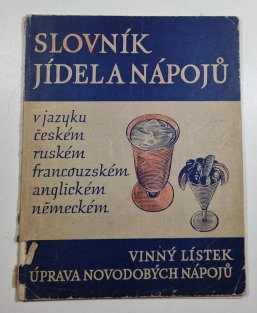 SLOVNÍK
JÍDEL A NÁPOJŮ
v jazyku
českém
ruském
francouzském
anglickém
německém
VINNÝ LÍSTEK
ÚPRAVA NOVODOBÝCH NÁPOJŮ